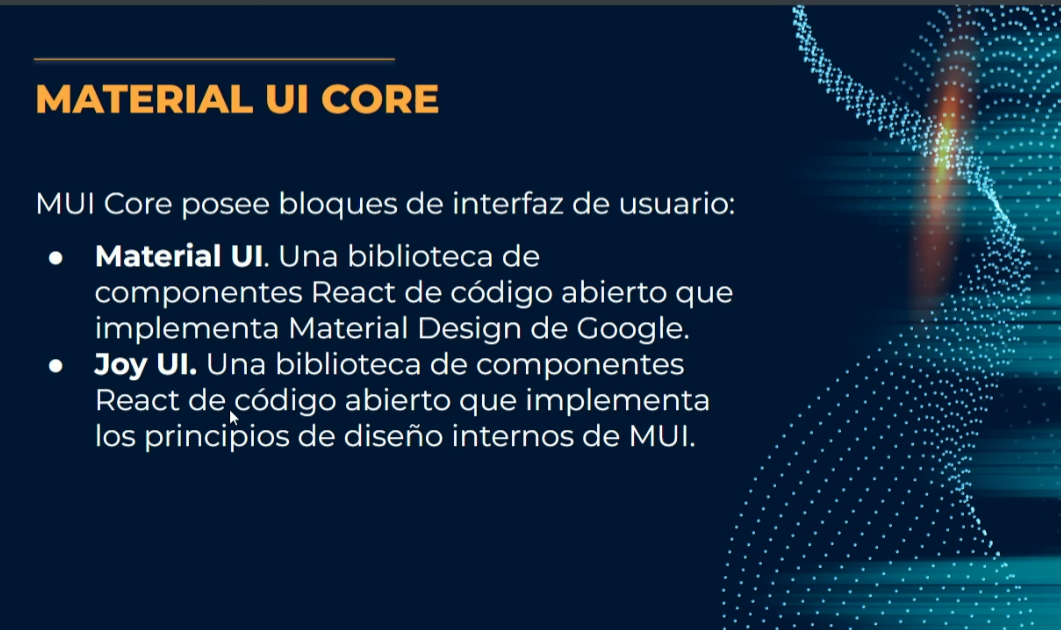 MATERIAL UI CORE
MUI Core posee bloques de interfaz de usuario:
● Material UI. Una biblioteca de
componentes React de código abierto que
implementa Material Design de Google.
● Joy UI. Una biblioteca de componentes
React de código abierto que implementa
los principios de diseño internos de MUI.